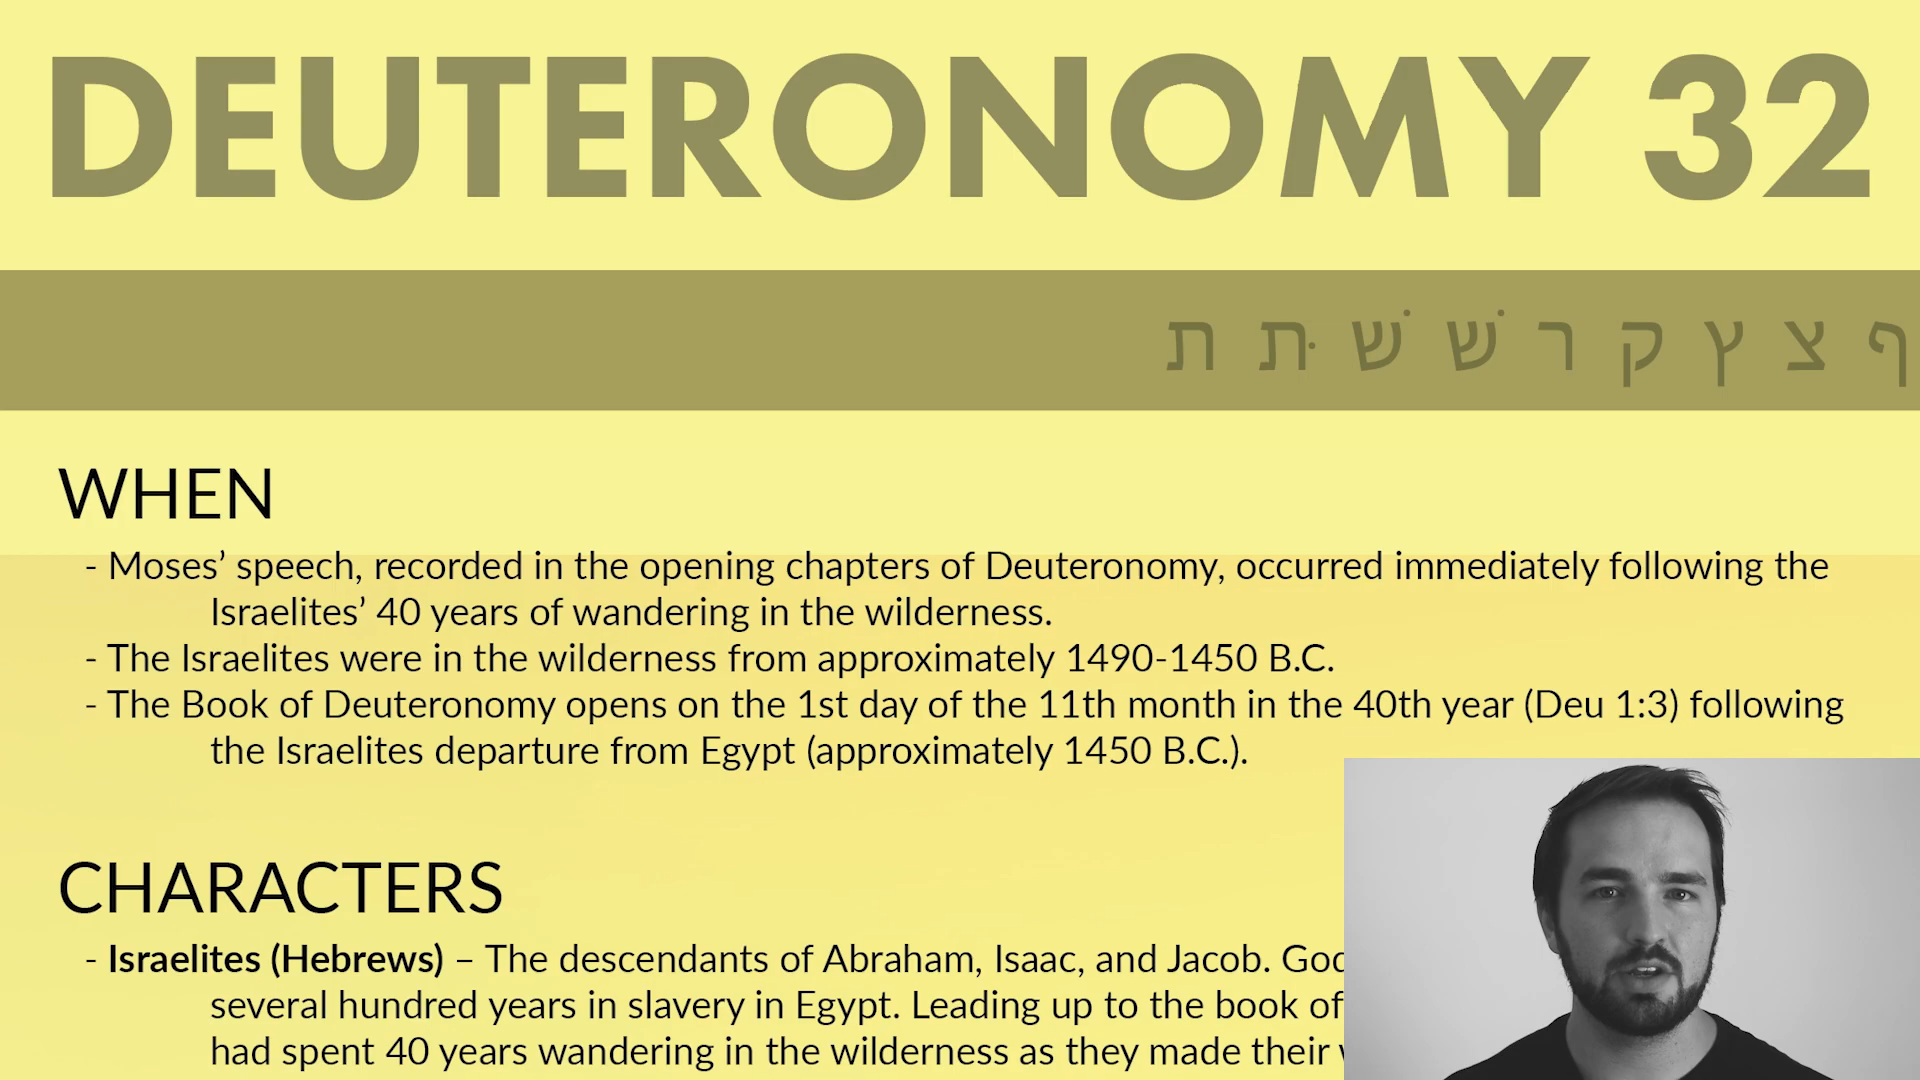 DEUTERONOMY 32
ף צ ץ ק ר שׁ שׁ תּ ת
WHEN
- Moses’ speech, recorded in the opening chapters of Deuteronomy, occurred immediately following the
Israelites’ 40 years of wandering in the wilderness.
- The Israelites were in the wilderness from approximately 1490-1450 B.C.
- The Book of Deuteronomy opens on the 1st day of the 11th month in the 40th year (Deu 1:3) following
the Israelites departure from Egypt (approximately 1450 B.C.).
CHARACTERS
- Israelites (Hebrews) – The descendants of Abraham, Isaac, and Jacob.
several hundred years in slavery in Egypt. Leading up to the book of
had spent 40 years wandering in the wilderness as they made their